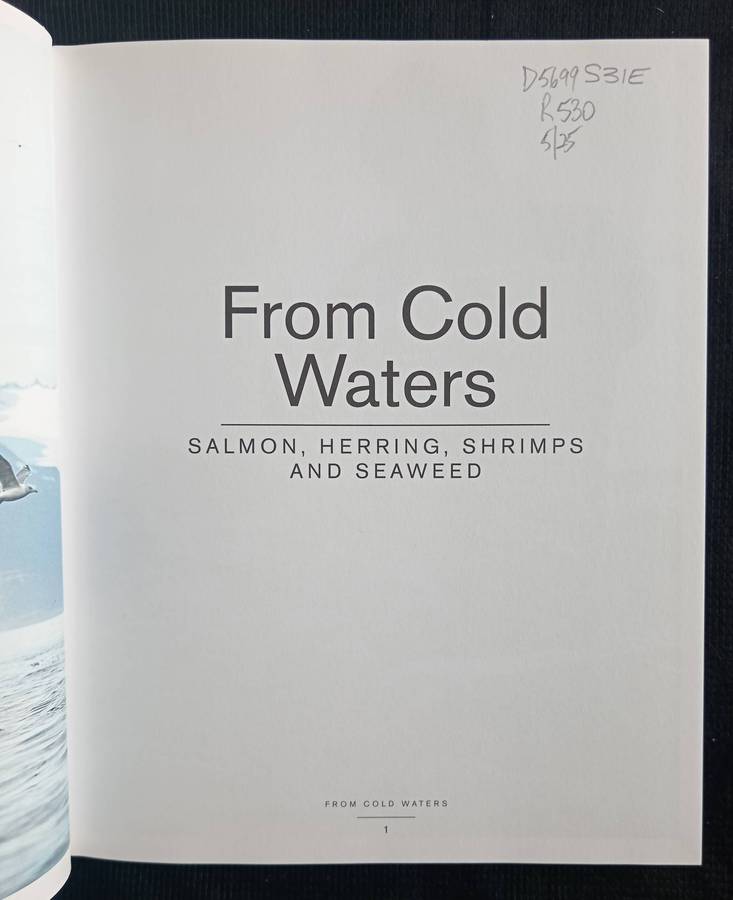 D5699 S31E
R530
5/25
From Cold
Waters
SALMON, HERRING, SHRIMPS
AND SEAWEED
FROM COLD WATERS
1